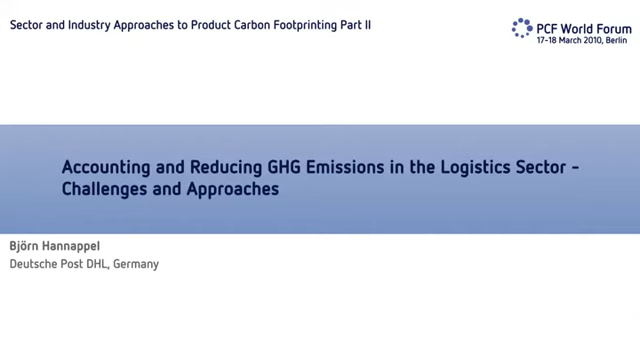 Sector and Industry Approaches to Product Carbon Footprinting Part II
PCF World Forum
17-18 March 2010, Berlin
Accounting and Reducing GHG Emissions in the Logistics Sector -
Challenges and Approaches
Björn Hannappel
Deutsche Post DHL, Germany